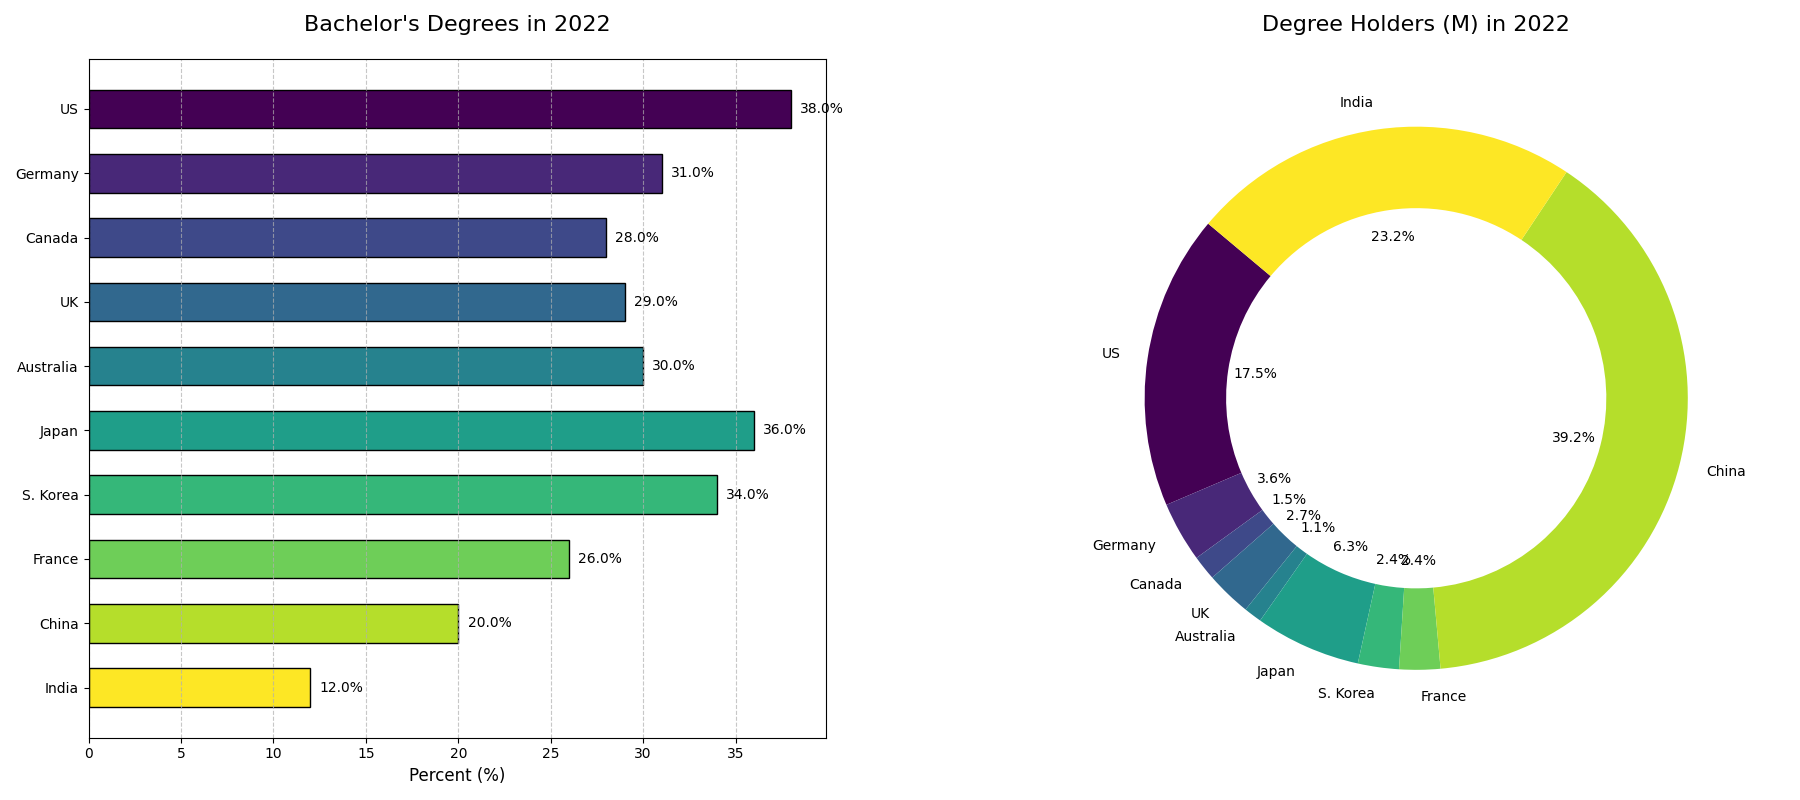 Bachelor's Degrees in 2022
US
38.0%
Germany
31.0%
Canada
28.0%
UK
29.0%
Australia
30.0%
Japan
36.0%
S. Korea
34.0%
France
26.0%
China
20.0%
India
12.0%
0 5 10 15 20 25 30 35
Percent (%)
Degree Holders (M) in 2022
India
23.2%
US
17.5%
39.2%
China
3.6%
Germany
1.5%
Canada
2.7%
UK
1.1%
Australia
6.3%
Japan
2.4%
S. Korea
2.4%
France